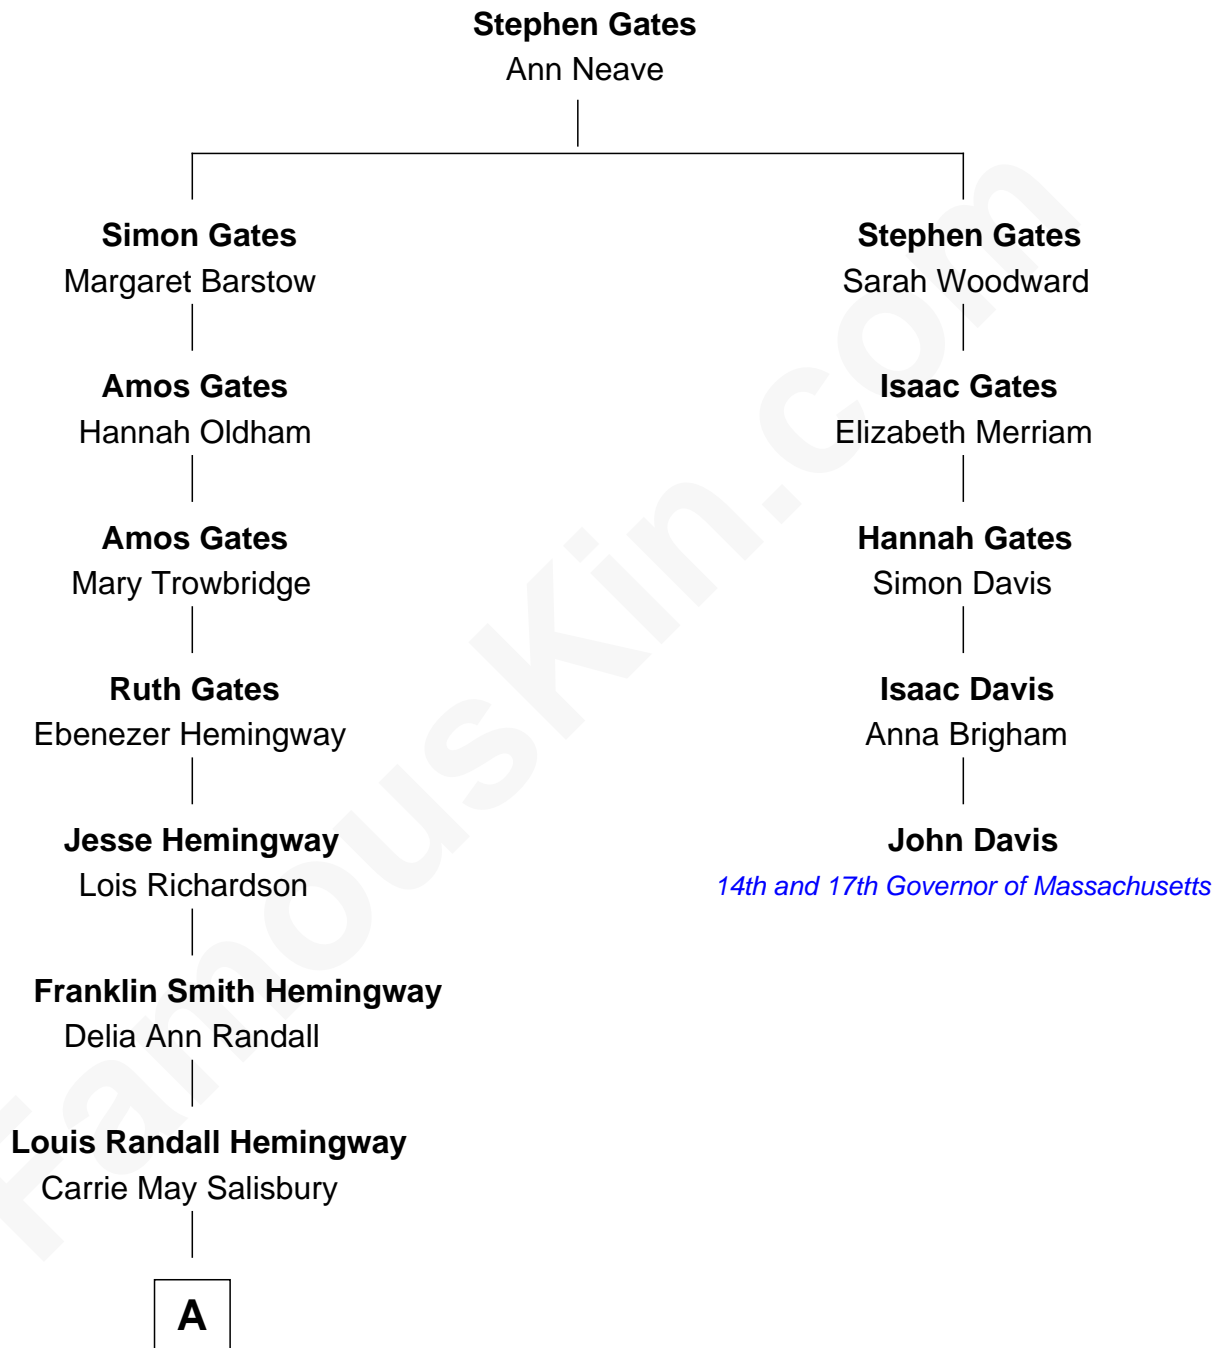 Stephen Gates
Ann Neave
Simon Gates
Margaret Barstow
Stephen Gates
Sarah Woodward
Amos Gates
Hannah Oldham
Isaac Gates
Elizabeth Merriam
Amos Gates
Mary Trowbridge
Hannah Gates
Simon Davis
Ruth Gates
Ebenezer Hemingway
Isaac Davis
Anna Brigham
Jesse Hemingway
Lois Richardson
John Davis
14th and 17th Governor of Massachusetts
Franklin Smith Hemingway
Delia Ann Randall
Louis Randall Hemingway
Carrie May Salisbury
A
FamousKin.com